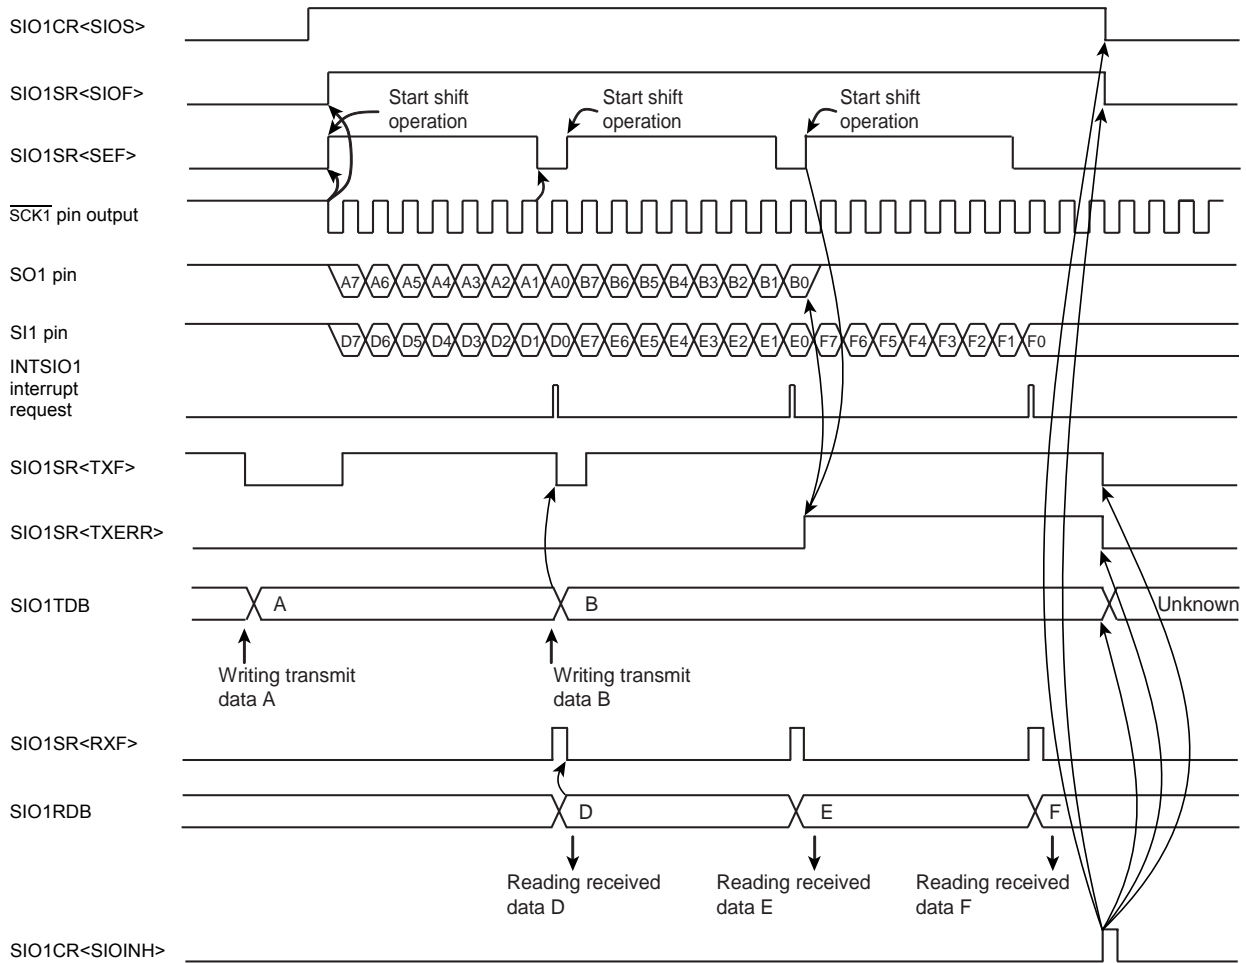 SIO1CR<SIOS>
SIO1SR<SIOF>
Start shift
operation
Start shift
operation
Start shift
operation
SIO1SR<SEF>
SCK1 pin output
SO1 pin
A7 A6 A5 A4 A3 A2 A1 A0 B7 B6 B5 B4 B3 B2 B1 B0
SI1 pin
D7 D6 D5 D4 D3 D2 D1 D0 E7 E6 E5 E4 E3 E2 E1 E0 F7 F6 F5 F4 F3 F2 F1 F0
INTSIO1
interrupt
request
SIO1SR<TXF>
SIO1SR<TXERR>
SIO1TDB
A
B
Unknown
Writing transmit
data A
Writing transmit
data B
SIO1SR<RXF>
SIO1RDB
D
E
F
Reading received
data D
Reading received
data E
Reading received
data F
SIO1CR<SIOINH>